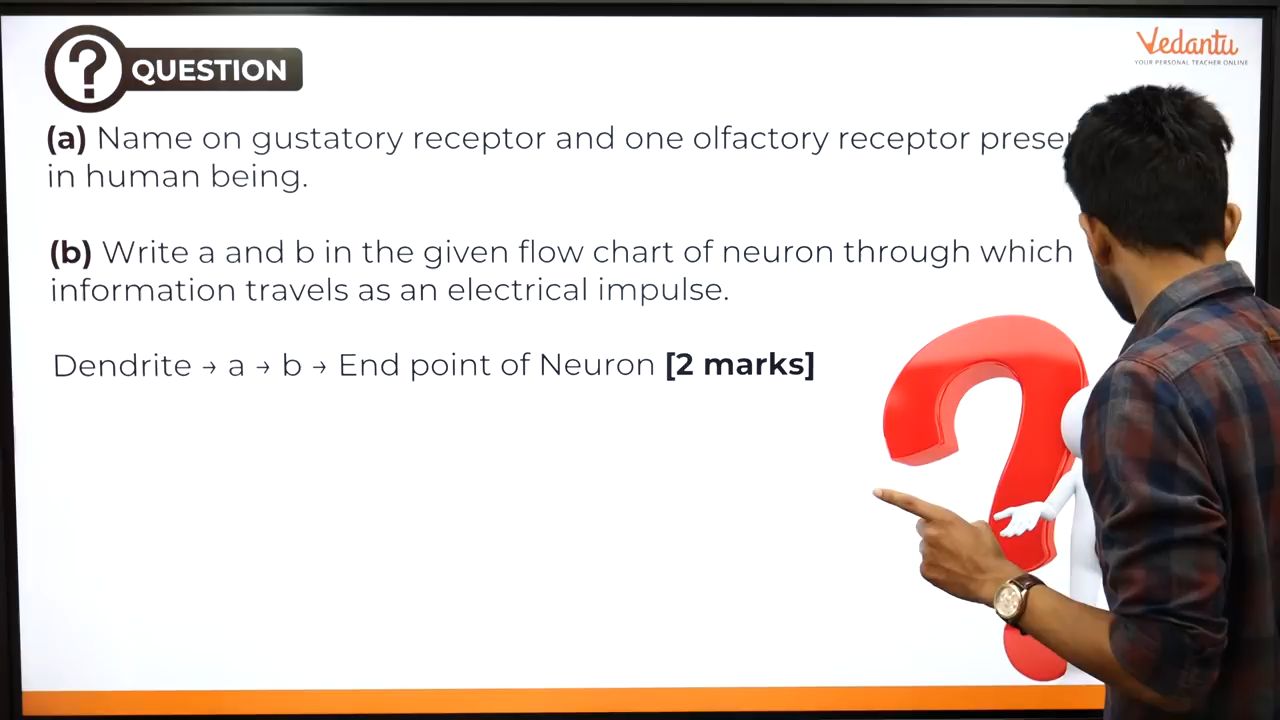 QUESTION
Vedantu
YOUR PERSONAL TEACHER ONLINE
(a) Name on gustatory receptor and one olfactory receptor
in human being.
(b) Write a and b in the given flow chart of neuron through which
information travels as an electrical impulse.
Dendrite → a → b → End point of Neuron [2 marks]